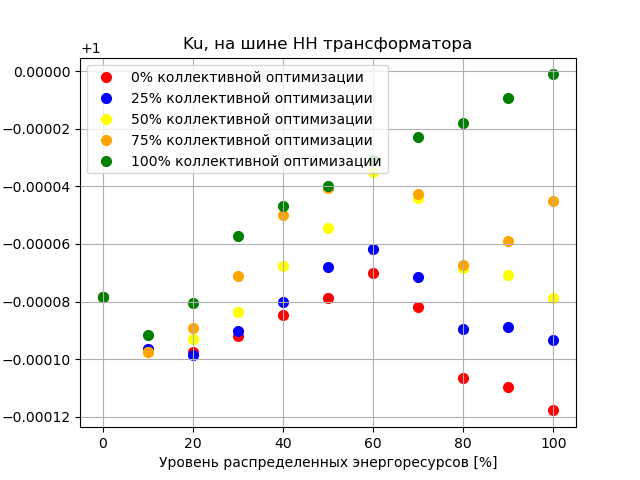 Ku, на шине НН трансформатора
+1
0.00000
−0.00002
−0.00004
−0.00006
−0.00008
−0.00010
−0.00012
0% коллективной оптимизации
25% коллективной оптимизации
50% коллективной оптимизации
75% коллективной оптимизации
100% коллективной оптимизации
0 20 40 60 80 100
Уровень распределенных энергоресурсов [%]